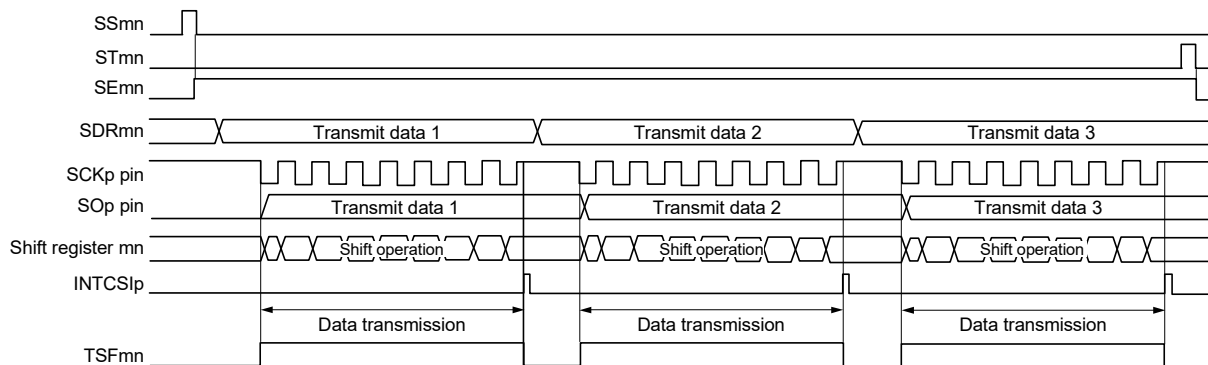 SSmn
STmn
SEmn
SDRmn Transmit data 1 Transmit data 2 Transmit data 3
SCKp pin
SOp pin Transmit data 1 Transmit data 2 Transmit data 3
Shift register mn Shift operation Shift operation Shift operation
INTCSIp
Data transmission Data transmission Data transmission
TSFmn